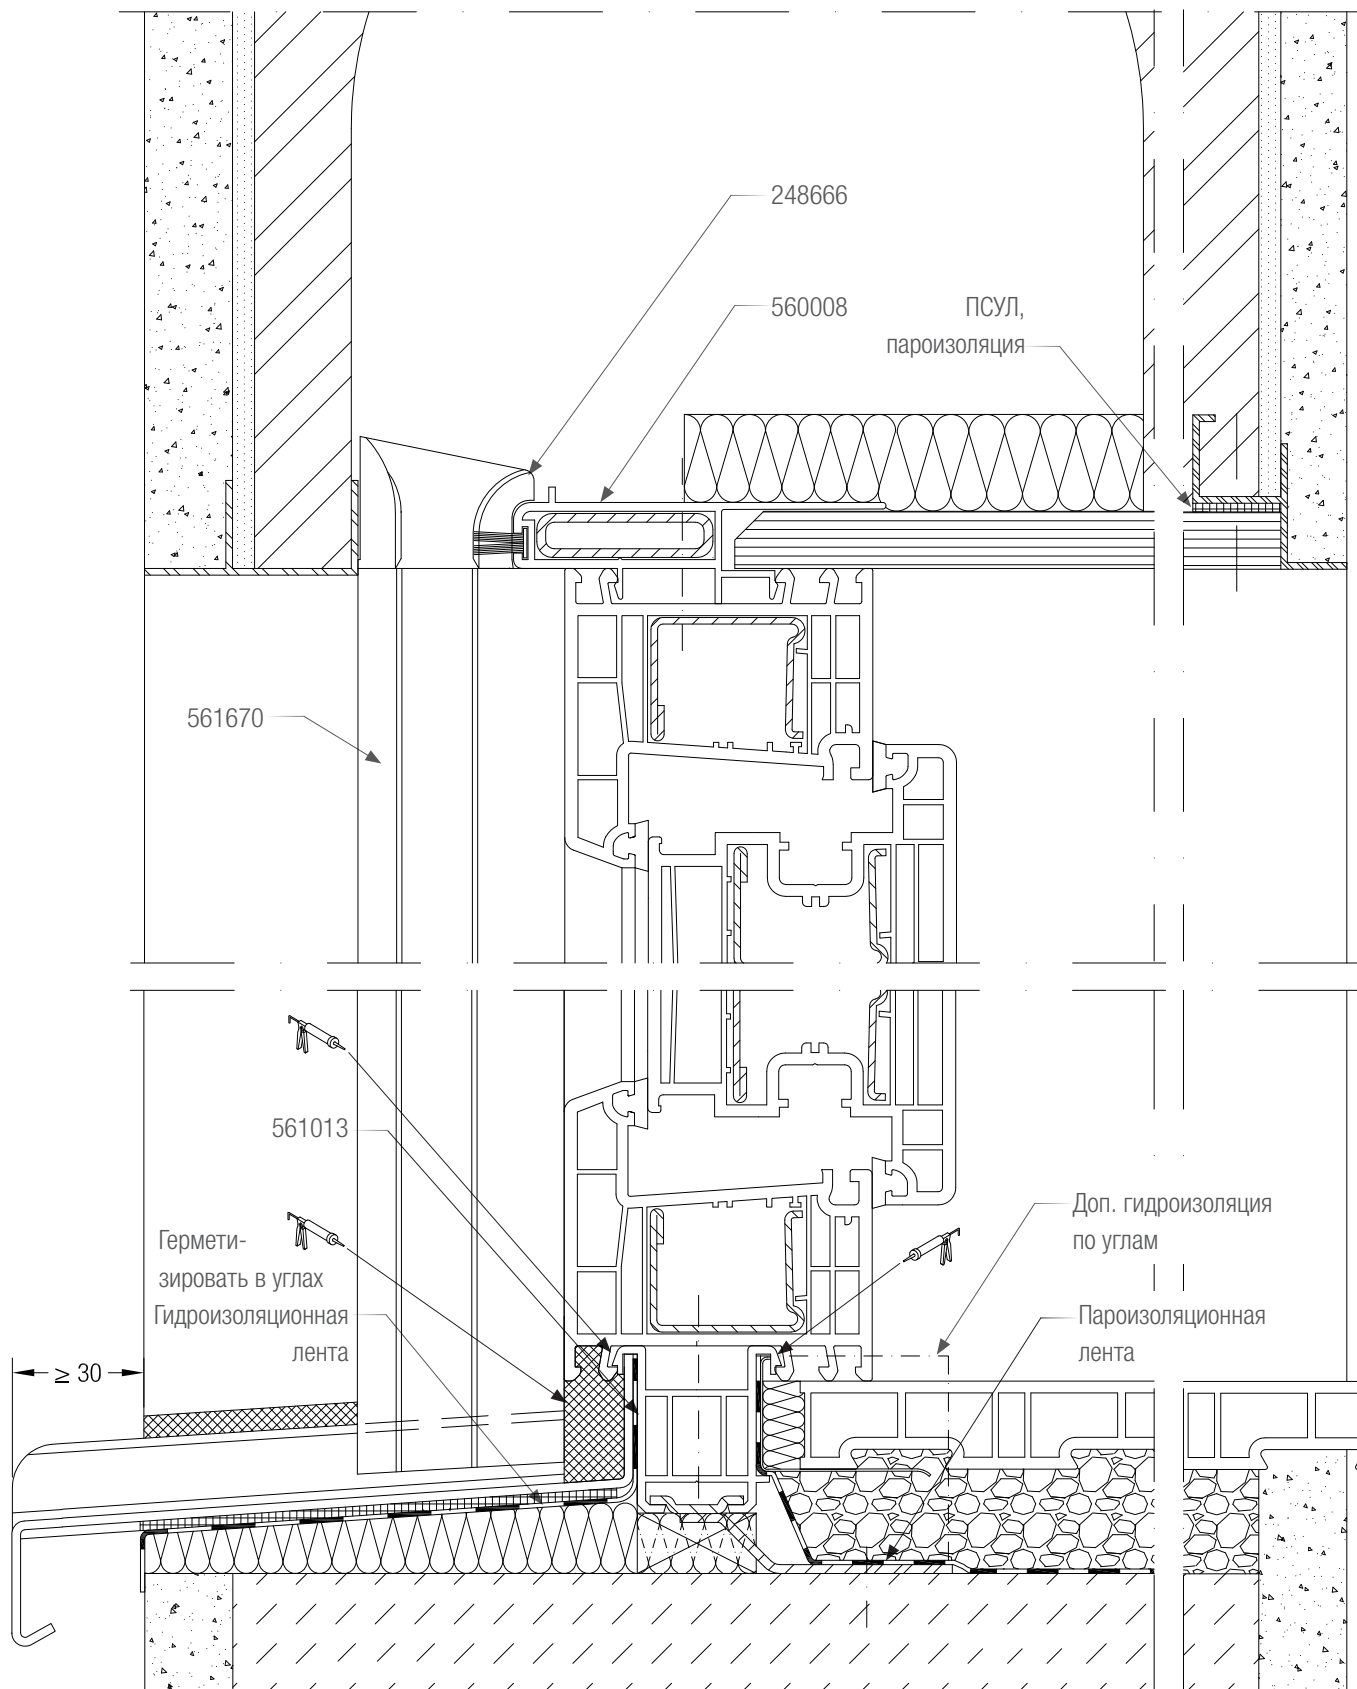 248666
560008
ПСУЛ,
пароизоляция
561670
561013
Гермети-
зировать в углах
Гидроизоляционная
лента
Доп. гидроизоляция
по углам
Пароизоляционная
лента
≥ 30